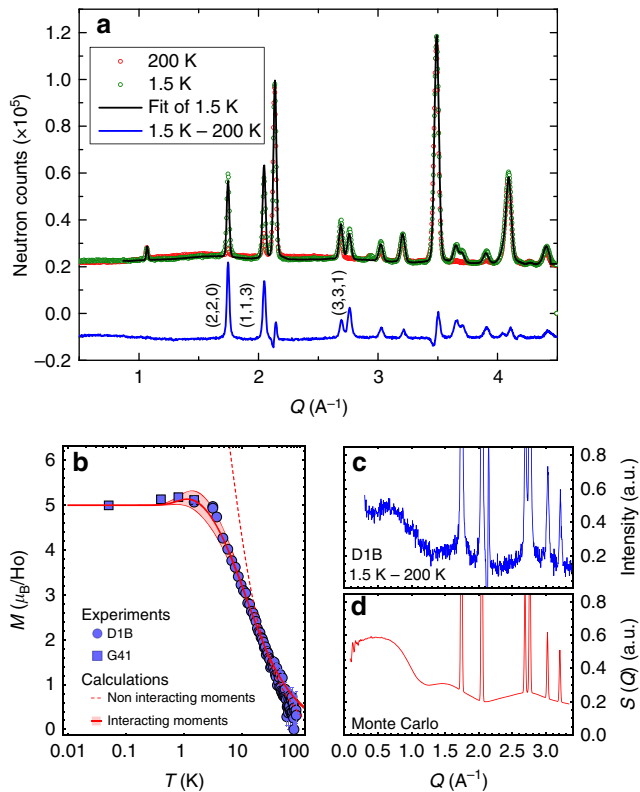 a
200 K
1.5 K
Fit of 1.5 K
1.5 K – 200 K
1.2
1.0
0.8
0.6
0.4
0.2
0.0
–0.2
Neutron counts (×10⁵)
(2,2,0)
(1,1,3)
(3,3,1)
1 2 3 4
Q (A⁻¹)
b
6
5
4
3
2
1
0
M (μB/Ho)
Experiments
D1B
G41
Calculations
Non interacting moments
Interacting moments
0.01 0.1 1 10 100
T (K)
c
0.8
0.6
0.4
0.2
Intensity (a.u.)
D1B
1.5 K – 200 K
d
0.8
0.6
0.4
0.2
0.0
S (Q) (a.u.)
Monte Carlo
0.0 0.5 1.0 1.5 2.0 2.5 3.0
Q (A⁻¹)